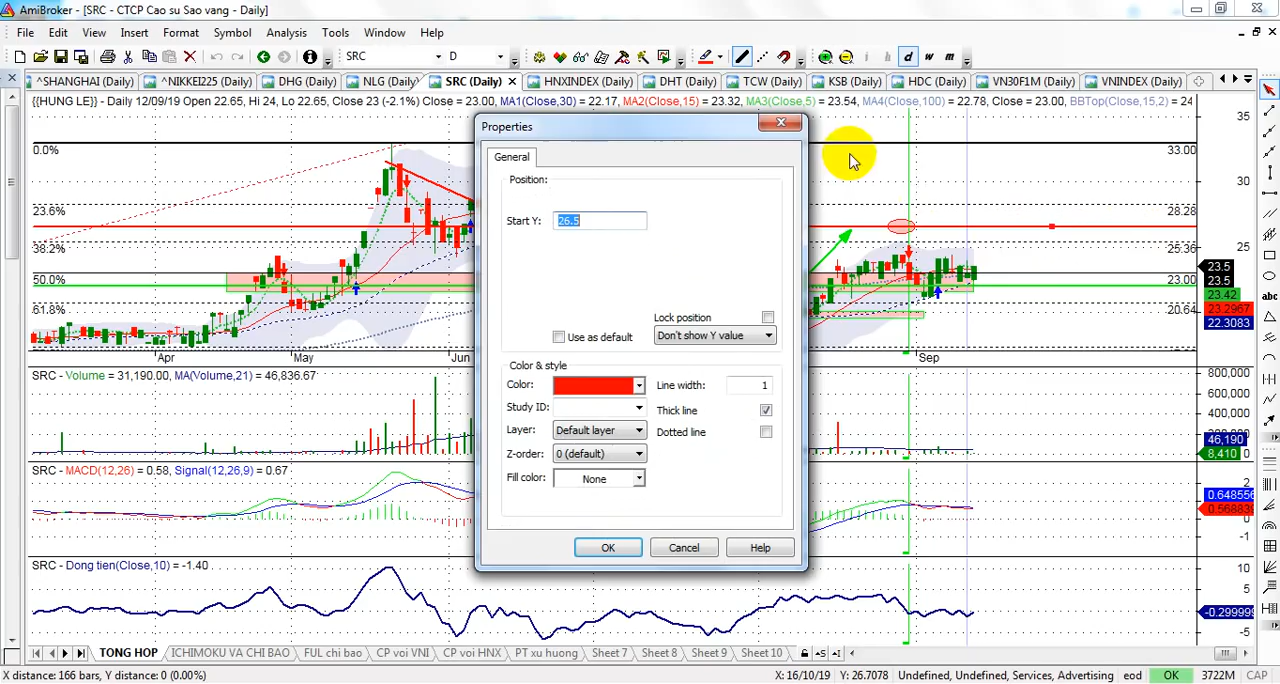 AmiBroker - [SRC - CTCP Cao su Sao vang - Daily]
File Edit View Insert Format Symbol Analysis Tools Window Help
SRC D d w m
^SHANGHAI (Daily) ^NIKKE225 (Daily) DHG (Daily) NLG (Daily) SRC (Daily) HNXINDEX (Daily) DHT (Daily) TCW (Daily) KSB (Daily) HDC (Daily) VN30F1M (Daily) VNINDEX (Daily)
{{HUNG LE}} - Daily 12/09/19 Open 22.65, Hi 24, Lo 22.65, Close 23 (-2.1%) Close = 23.00, MA1(Close,30) = 22.17, MA2(Close,15) = 23.32, MA3(Close,5) = 23.54, MA4(Close,100) = 22.78, Close = 23.00, BBTop(Close,15,2) = 24
35
0.0%
33.00
30
23.6%
28.28
38.2%
25
25.36
50.0%
23.00
61.8%
20.64
23.5
23.5
23.42
23.2967
22.3083
Apr May Jun Sep
Properties
General
Position:
Start Y: 26.5
Lock position
Use as default
Don't show Y value
Color & style
Color:
Line width: 1
Study ID:
Thick line
Layer: Default layer
Dotted line
Z-order: 0 (default)
Fill color: None
OK Cancel Help
SRC - Volume = 31,190.00, MA(Volume,21) = 46,836.67
800,000
600,000
400,000
46,190
8,410 0
SRC - MACD(12,26) = 0.58, Signal(12,26,9) = 0.67
2
0.648556
0.568839
-1
SRC - Dong tien(Close,10) = -1.40
10
5
-0.299999
-5
TONG HOP ICHIMOKU VA CHI BAO FUL chi bao CP voi VNI CP voi HNX PT xu huong Sheet 7 Sheet 8 Sheet 9 Sheet 10
X distance: 166 bars, Y distance: 0 (0.00%)
X: 16/10/19 Y: 26.7078 Undefined, Undefined, Services, Advertising eod OK 3722M CAP
abc